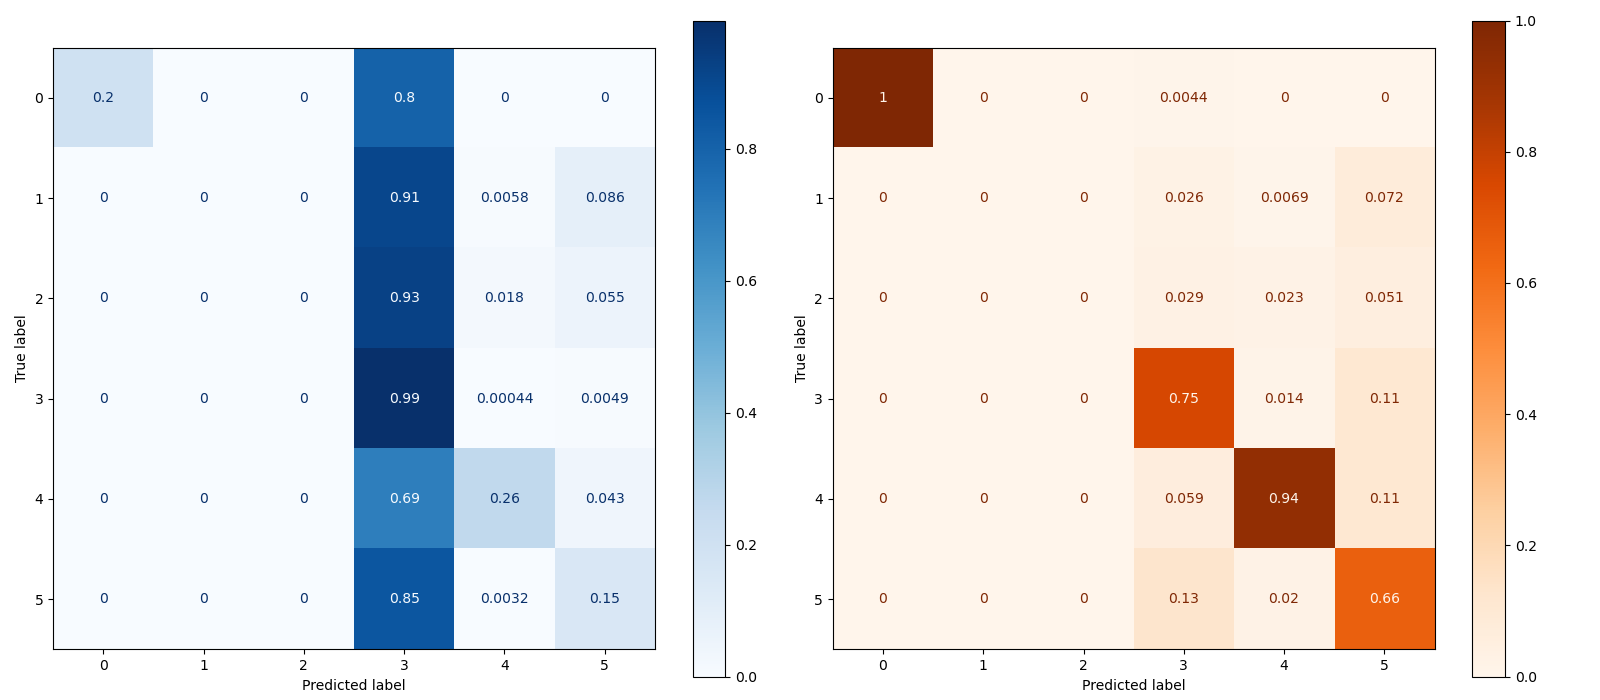 0 0.2 0 0 0.8 0 0
1 0 0 0 0.91 0.0058 0.086
2 0 0 0 0.93 0.018 0.055
3 0 0 0 0.99 0.00044 0.0049
4 0 0 0 0.69 0.26 0.043
5 0 0 0 0.85 0.0032 0.15
0 1 2 3 4 5
True label
Predicted label
0.8
0.6
0.4
0.2
0.0
0 1 0 0 0.0044 0 0
1 0 0 0 0.026 0.0069 0.072
2 0 0 0 0.029 0.023 0.051
3 0 0 0 0.75 0.014 0.11
4 0 0 0 0.059 0.94 0.11
5 0 0 0 0.13 0.02 0.66
0 1 2 3 4 5
True label
Predicted label
1.0
0.8
0.6
0.4
0.2
0.0